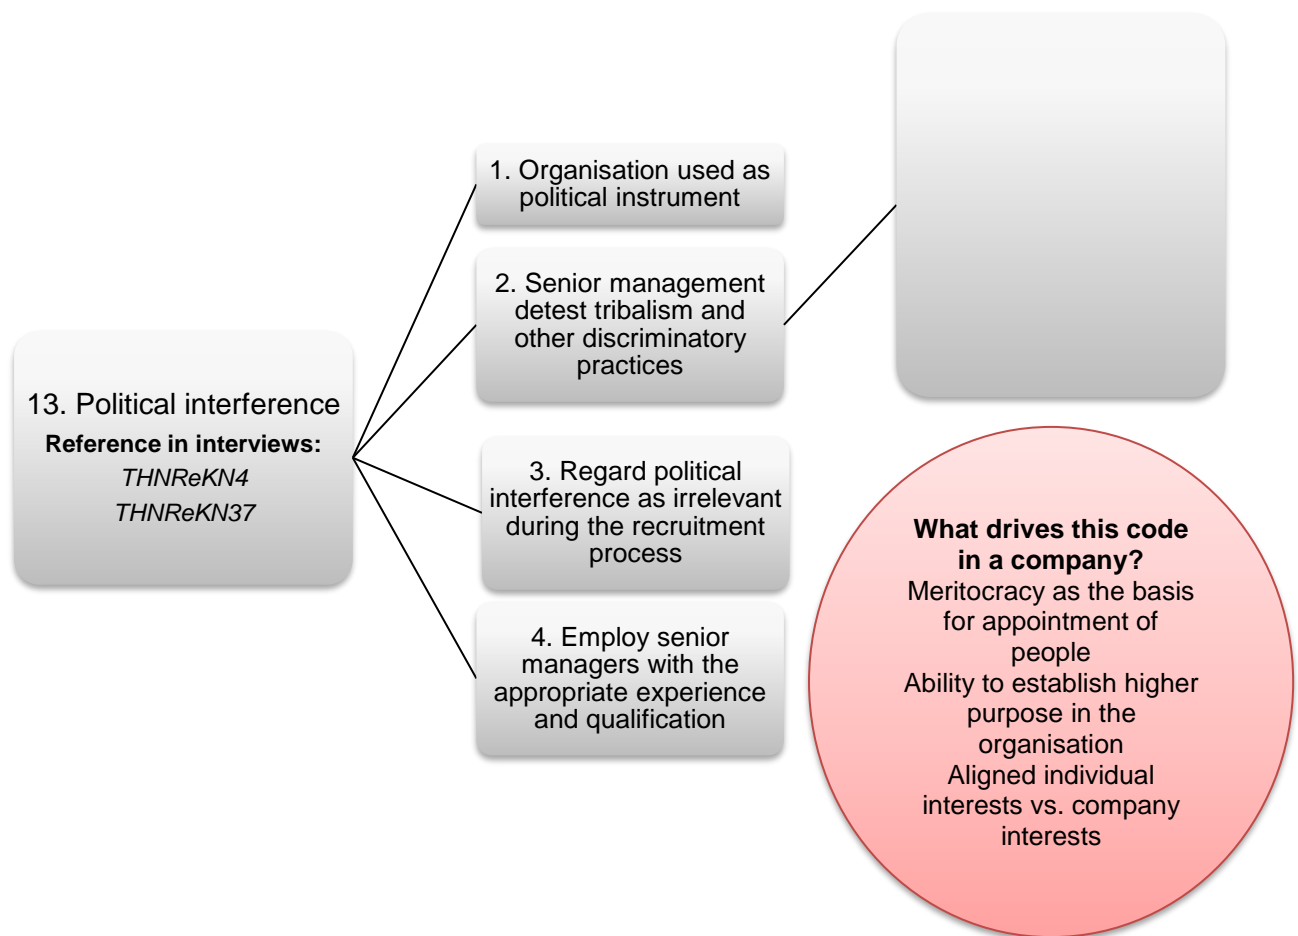 13. Political interference
Reference in interviews:
THNReKN4
THNReKN37
1. Organisation used as
political instrument
2. Senior management
detest tribalism and
other discriminatory
practices
3. Regard political
interference as irrelevant
during the recruitment
process
4. Employ senior
managers with the
appropriate experience
and qualification
What drives this code
in a company?
Meritocracy as the basis
for appointment of
people
Ability to establish higher
purpose in the
organisation
Aligned individual
interests vs. company
interests